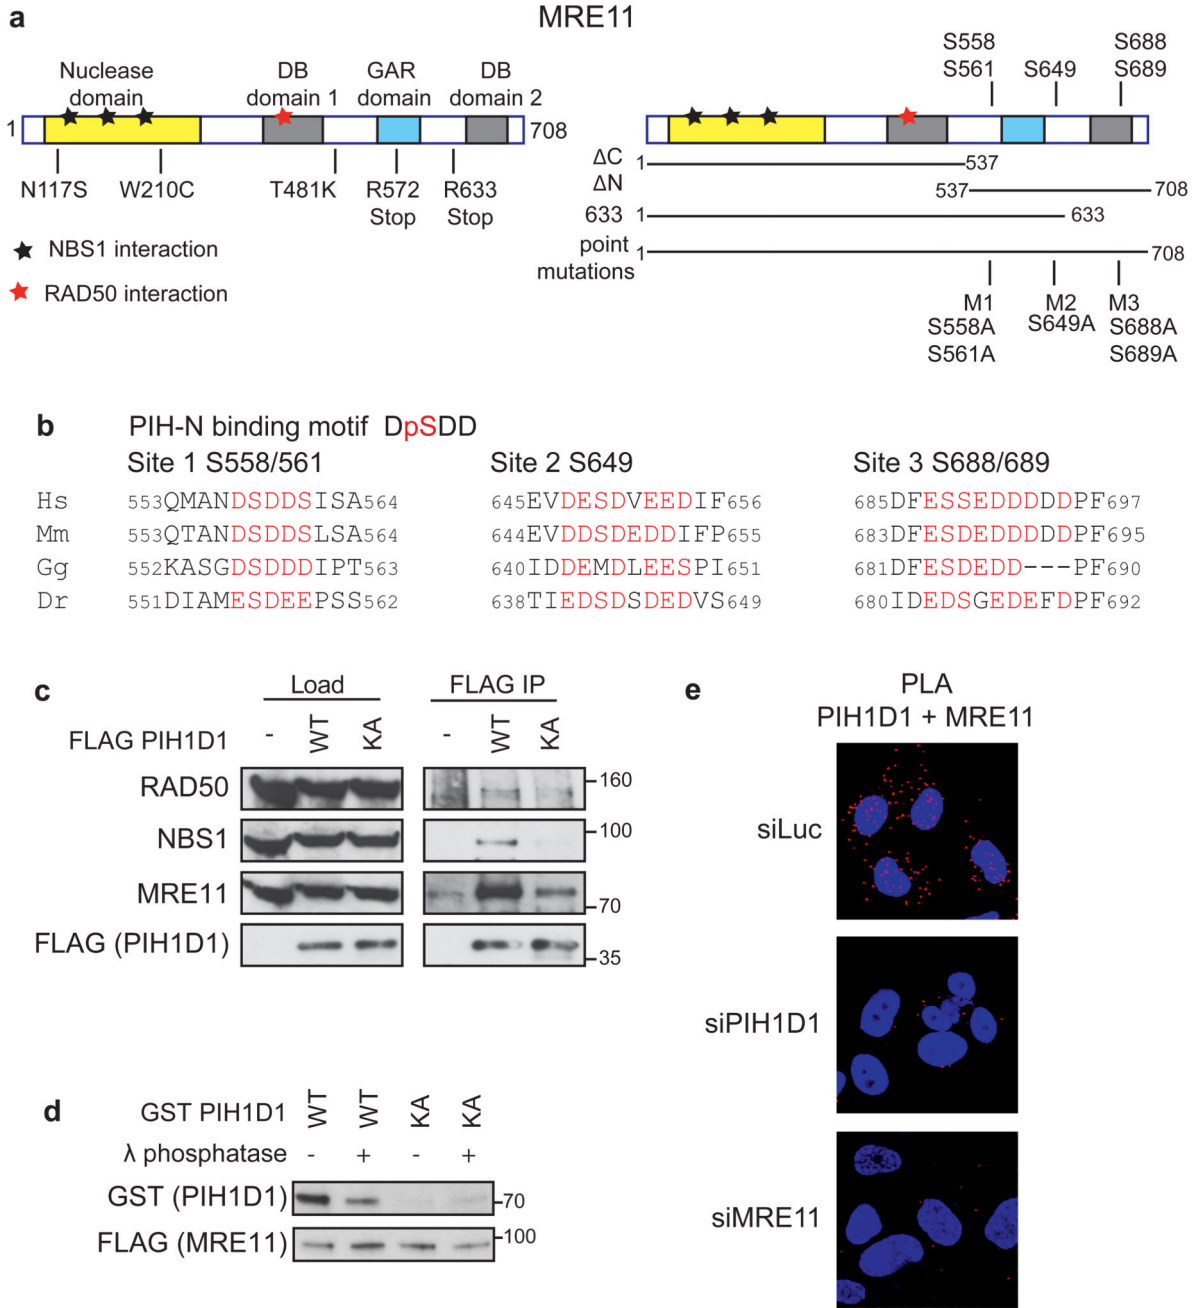 a
MRE11
Nuclease domain
DB domain 1
GAR domain
DB domain 2
1
708
N117S
W210C
T481K
R572 Stop
R633 Stop
NBS1 interaction
RAD50 interaction
S558
S561
S649
S688
S689
ΔC 1 537
ΔN 537 708
633 1 633
point mutations 1 708
M1
S558A
S561A
M2
S649A
M3
S688A
S689A
b
PIH-N binding motif DpSDD
Site 1 S558/561
Site 2 S649
Site 3 S688/689
Hs 553QMANDSDDSISA564 645EVDESDVEEDIF656 685DFESSEDDDDDPF697
Mm 553QTANDSDDSLSA564 644EVDDSDEDDIFP655 683DFESDEDDDDDPF695
Gg 552KASGDSDDDIPT563 640IDDEMDLEESPI651 681DFESDEDD---PF690
Dr 551DIAMESDEEPSS562 638TIEDSDSDEDVS649 680IDEDSGEDEFDPF692
c
Load
FLAG IP
FLAG PIH1D1 - WT KA - WT KA
RAD50
160
NBS1
100
MRE11
70
FLAG (PIH1D1)
35
d
GST PIH1D1 WT WT KA KA
λ phosphatase - + - +
GST (PIH1D1)
70
FLAG (MRE11)
100
e
PLA
PIH1D1 + MRE11
siLuc
siPIH1D1
siMRE11